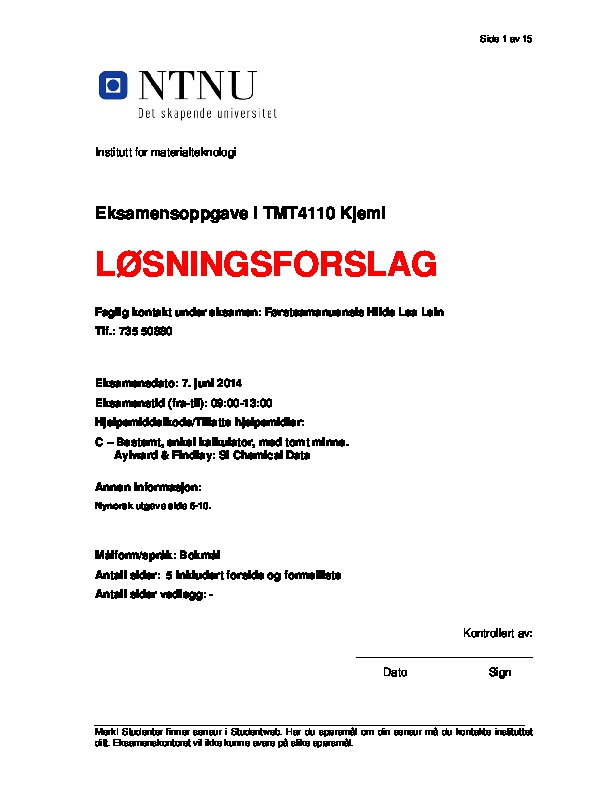 Side 1 av 15
NTNU
Det skapende universitet
Institutt for materialteknologi
Eksamensoppgave i TMT4110 Kjemi
LØSNINGSFORSLAG
Faglig kontakt under eksamen: Førsteamanuensis Hilde Lea Lein
Tlf.: 735 50880
Eksamensdato: 7. juni 2014
Eksamenstid (fra-til): 09:00-13:00
Hjelpemiddelkode/Tillatte hjelpemidler:
C – Bestemt, enkel kalkulator, med tomt minne.
Aylward & Findlay: SI Chemical Data
Annen informasjon:
Nynorsk utgave side 6-10.
Målform/språk: Bokmål
Antall sider: 5 inkludert forside og formelliste
Antall sider vedlegg: -
Kontrollert av:
Dato Sign
Merk! Studenter finner sensur i Studentweb. Har du spørsmål om din sensur må du kontakte instituttet
ditt. Eksamenskontoret vil ikke kunne svare på slike spørsmål.